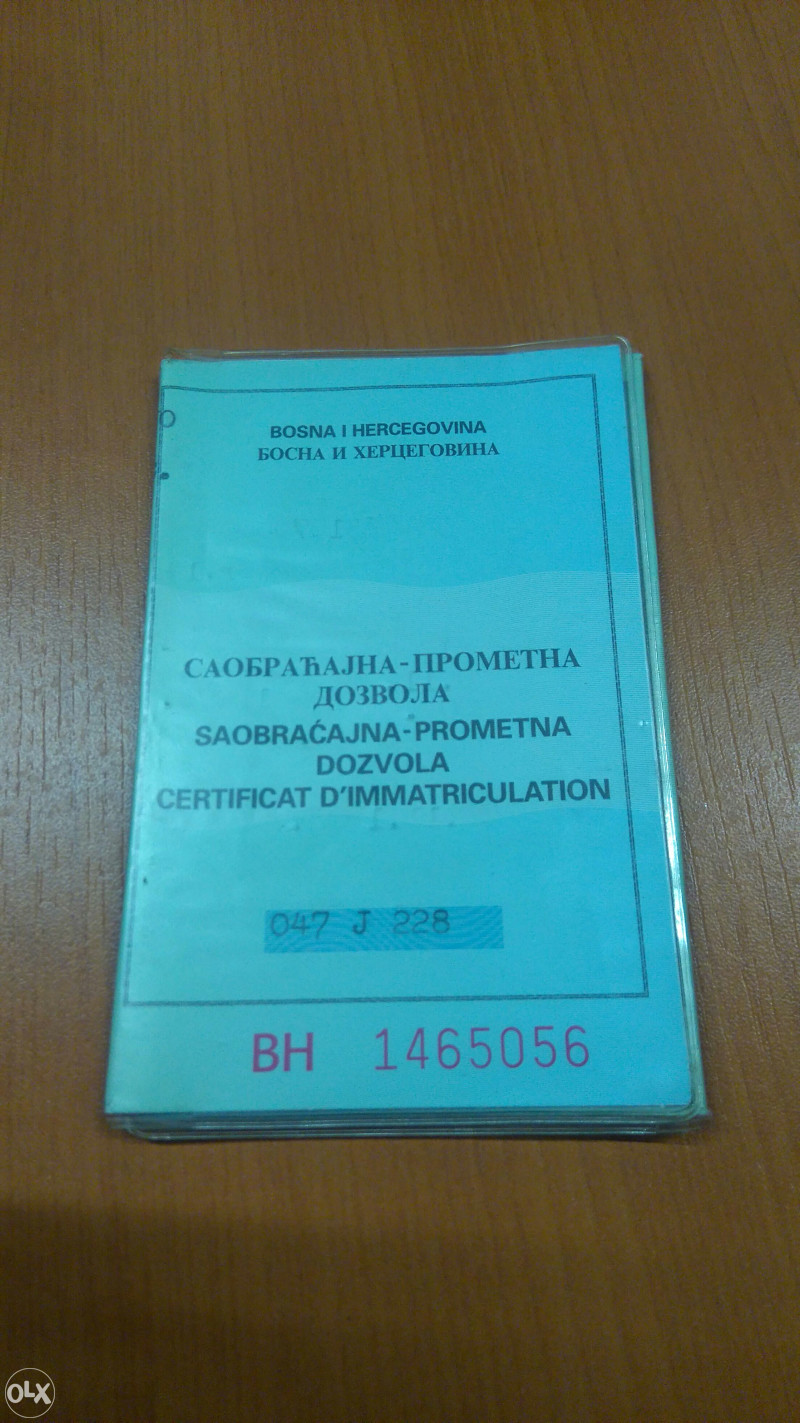 BOSNA I HERCEGOVINA
БОСНА И ХЕРЦЕГОВИНА
САОБРАЋАЈНА-ПРОМЕТНА
ДОЗВОЛА
SAOBRAĆAJNA-PROMETNA
DOZVOLA
CERTIFICAT D'IMMATRICULATION
047 J 228
BH 1465056
OLX